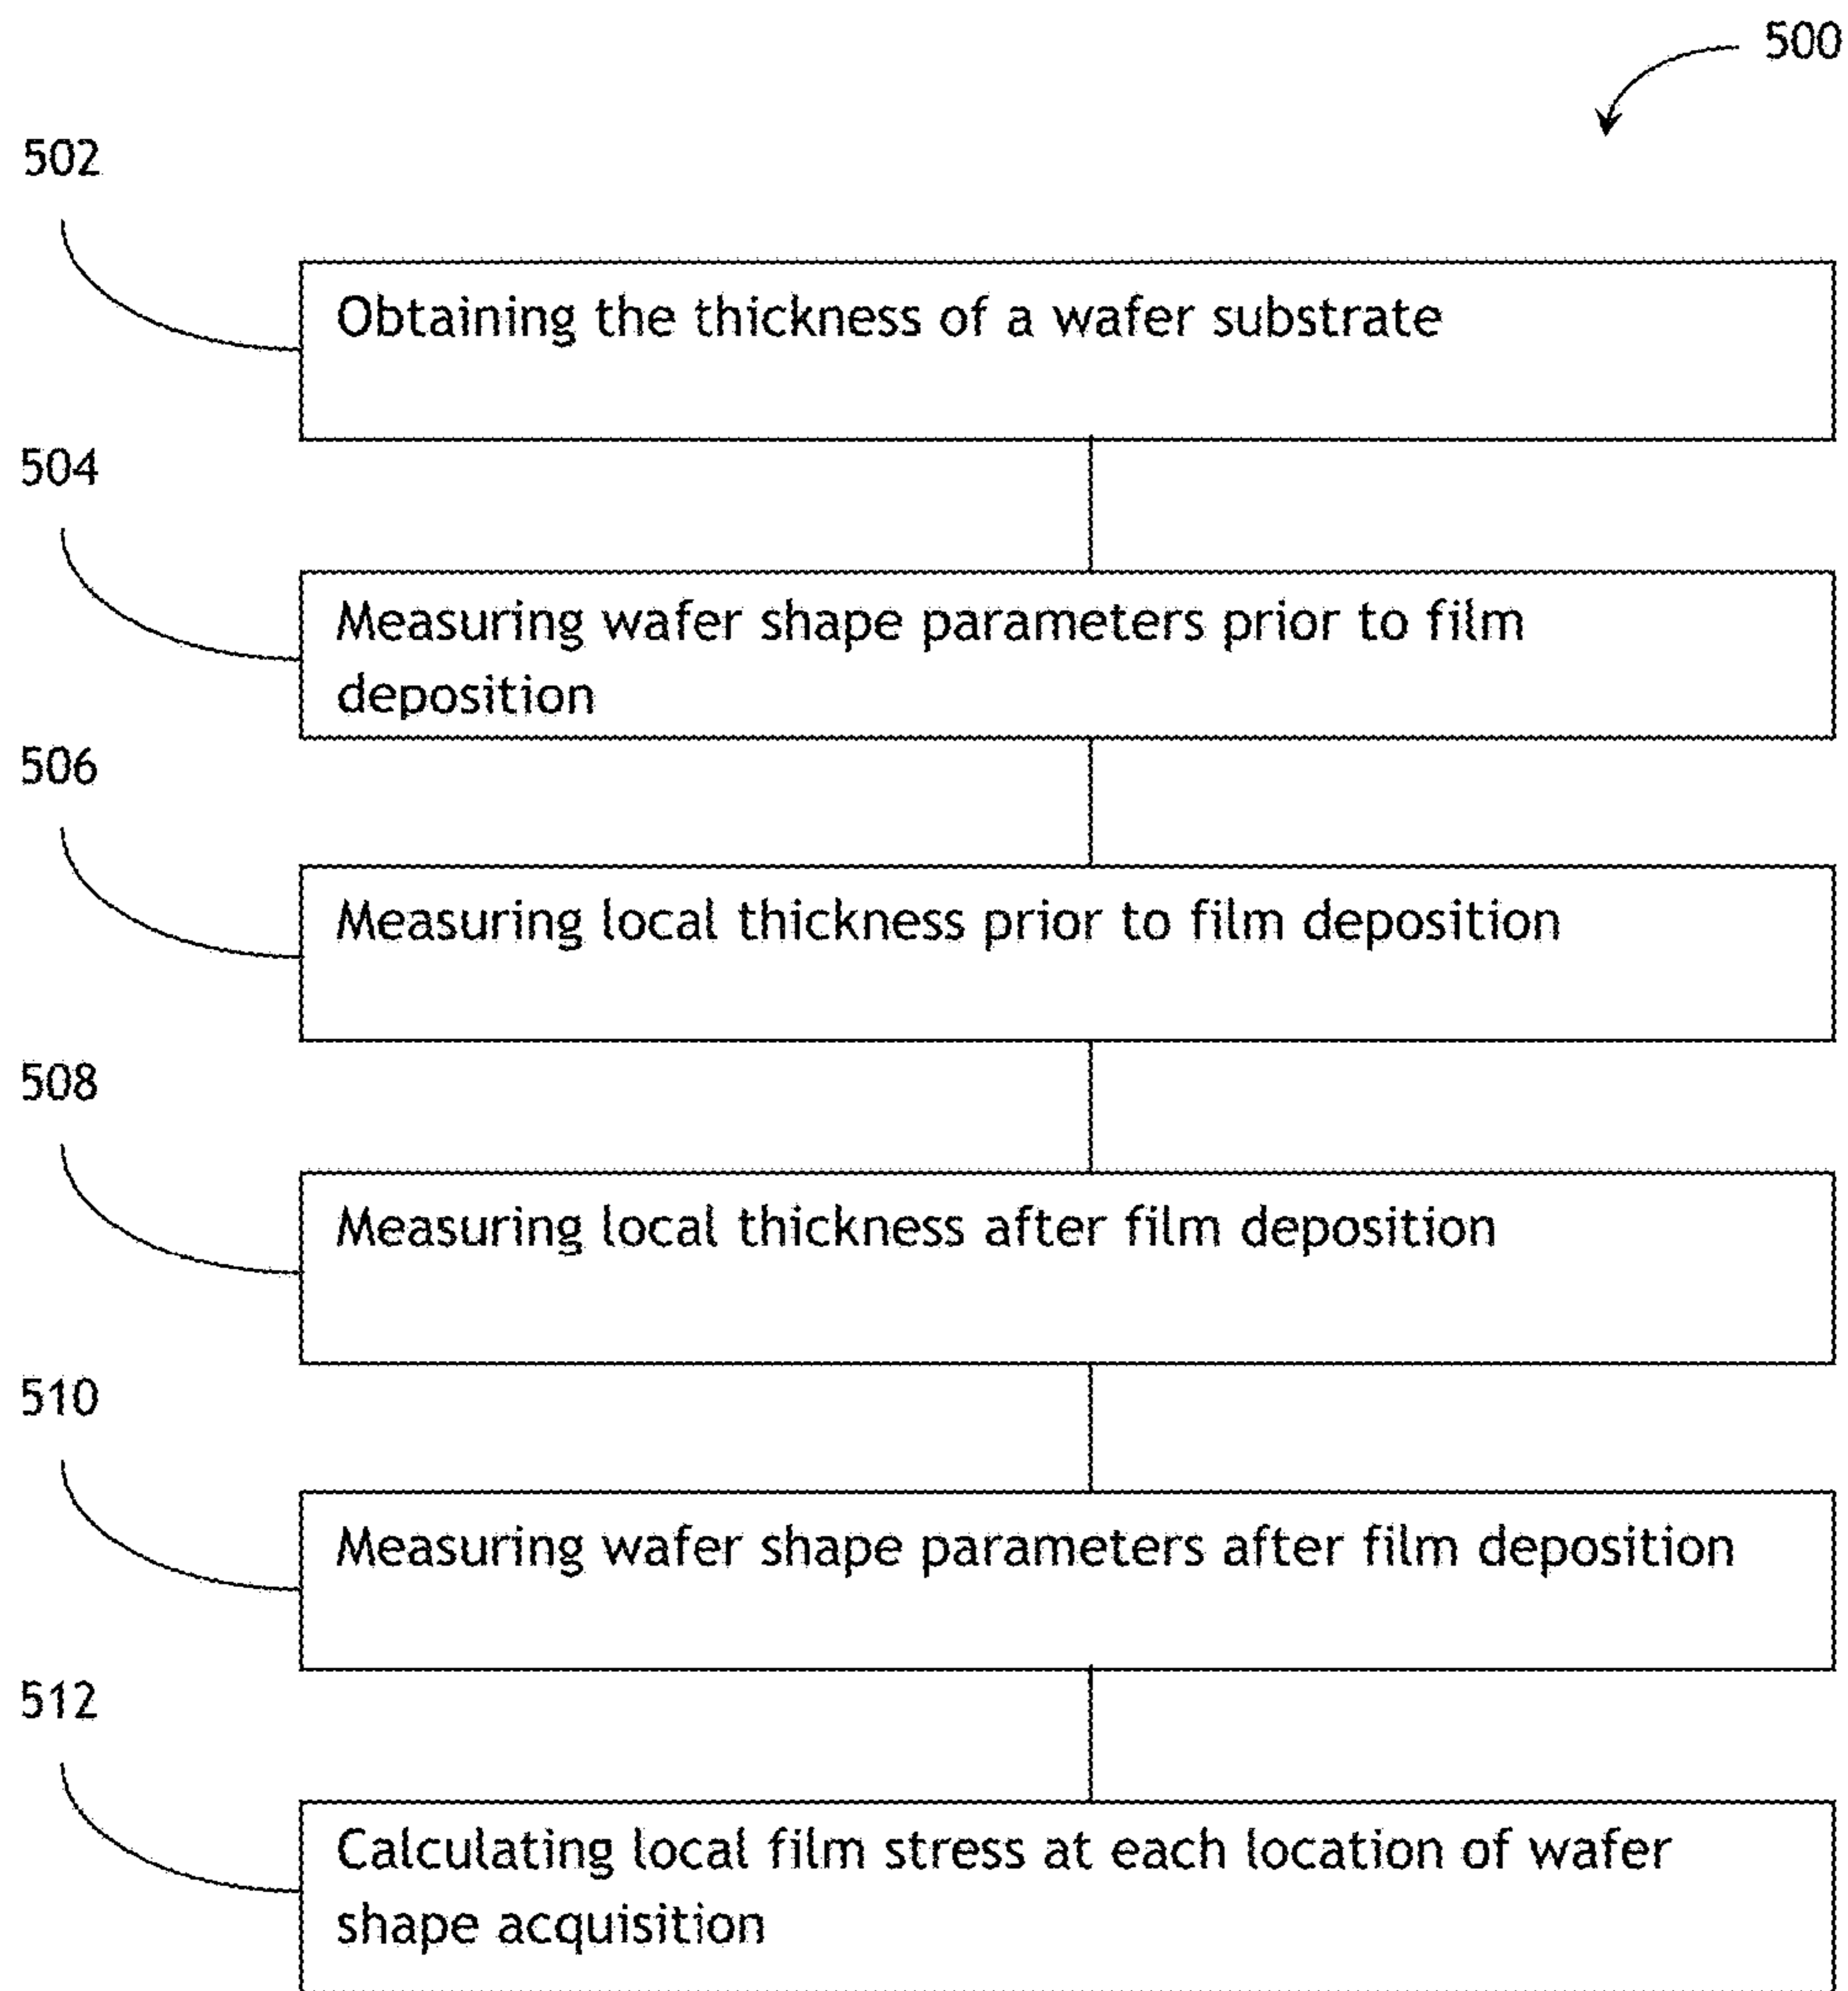 500
502
Obtaining the thickness of a wafer substrate
504
Measuring wafer shape parameters prior to film
deposition
506
Measuring local thickness prior to film deposition
508
Measuring local thickness after film deposition
510
Measuring wafer shape parameters after film deposition
512
Calculating local film stress at each location of wafer
shape acquisition